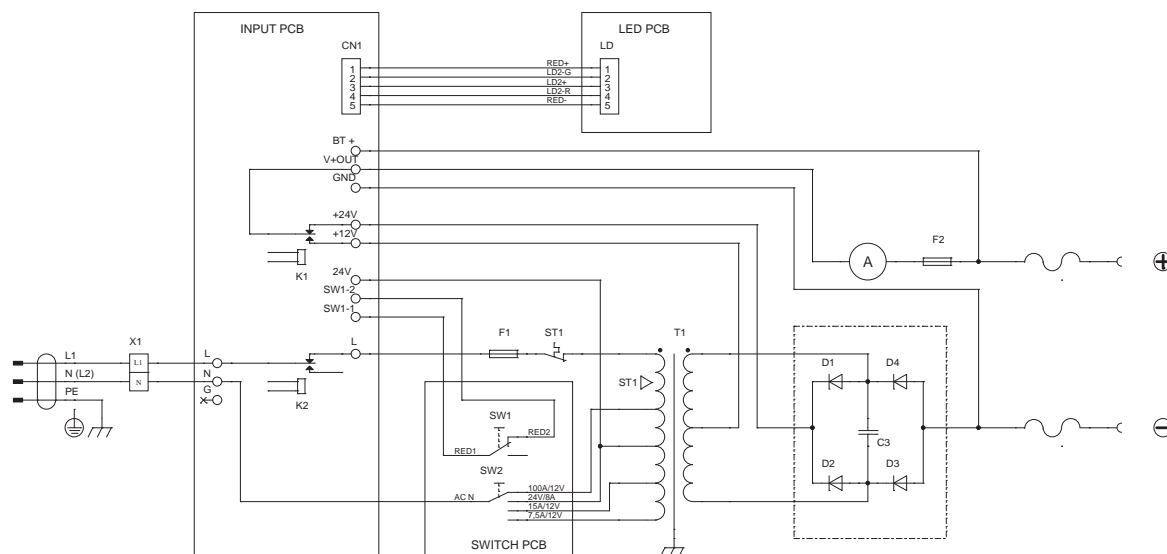 INPUT PCB
LED PCB
CN1
LD
1
2
3
4
5
RED+
LD2-G
LD2+
LD2-R
RED-
1
2
3
4
5
BT +
V+OUT
GND
+24V
+12V
K1
24V
SW1-2
SW1-1
A
F2
X1
L1
L1
L
L
F1
ST1
T1
N (L2)
N
N
PE
G
K2
ST1
D1
D4
C3
D2
D3
SW1
RED2
RED1
SW2
AC N
100A/12V
24V/8A
15A/12V
7,5A/12V
SWITCH PCB